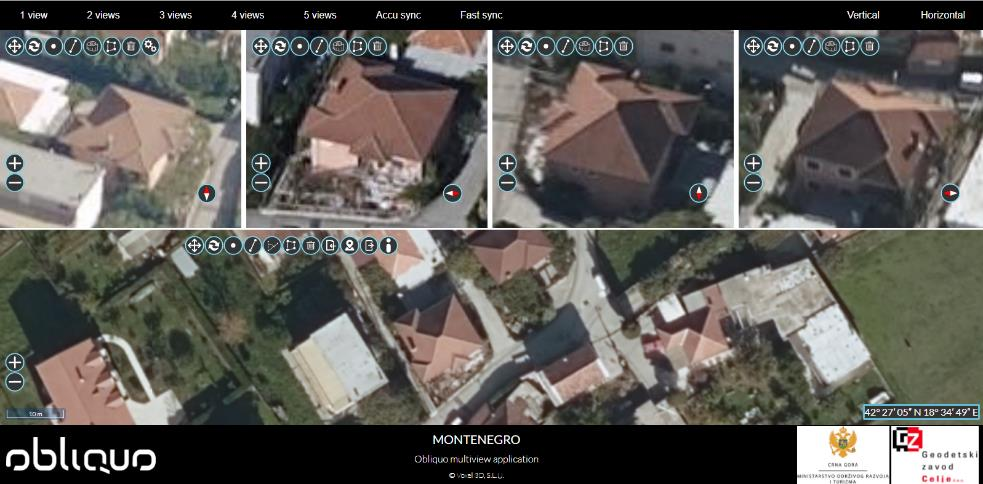 1 view 2 views 3 views 4 views 5 views Accu sync Fast sync Vertical Horizontal
10 m
42° 27′ 05″ N 18° 34′ 49″ E
obliquo
MONTENEGRO
Obliquo multiview application
© Voxel 3D, S.L.U.
CRNA GORA
MINISTARSTVO ODRŽIVOG RAZVOJA
I TURIZMA
GZ
Geodetski
zavod
Celje d.o.o.